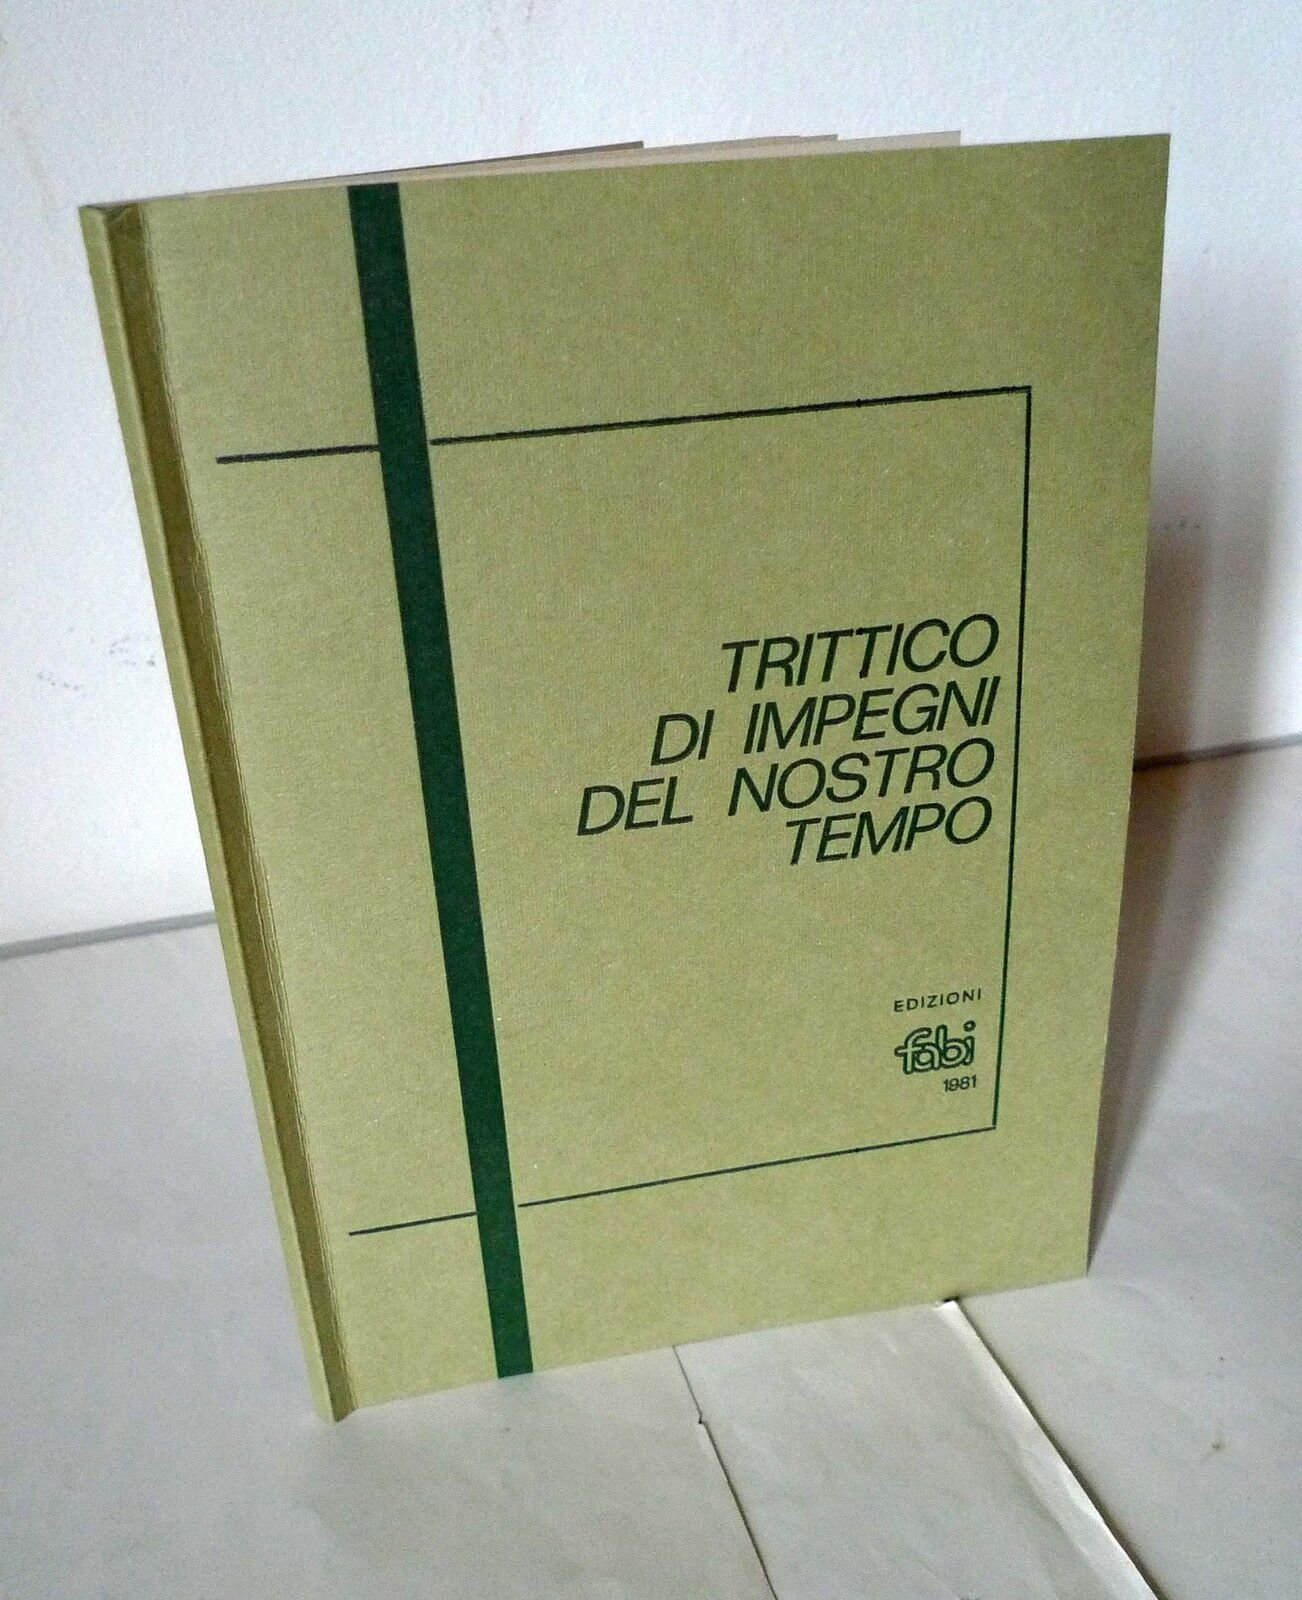 TRITTICO
DI IMPEGNI
DEL NOSTRO
TEMPO
EDIZIONI
fabi
1981